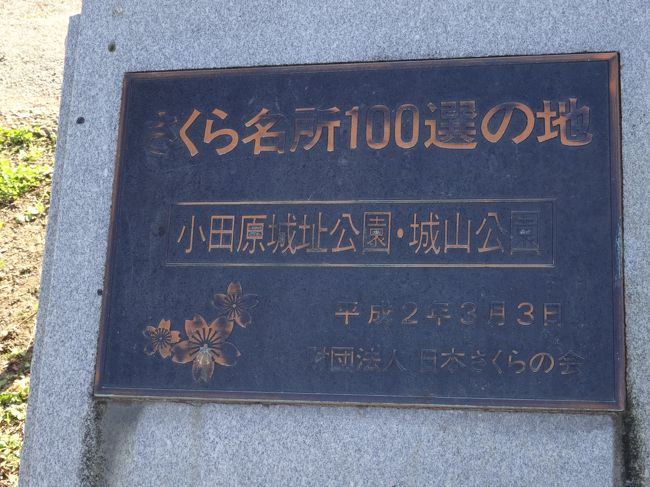 さくら名所100選の地
小田原城址公園・城山公園
平成2年3月3日
財団法人 日本さくらの会